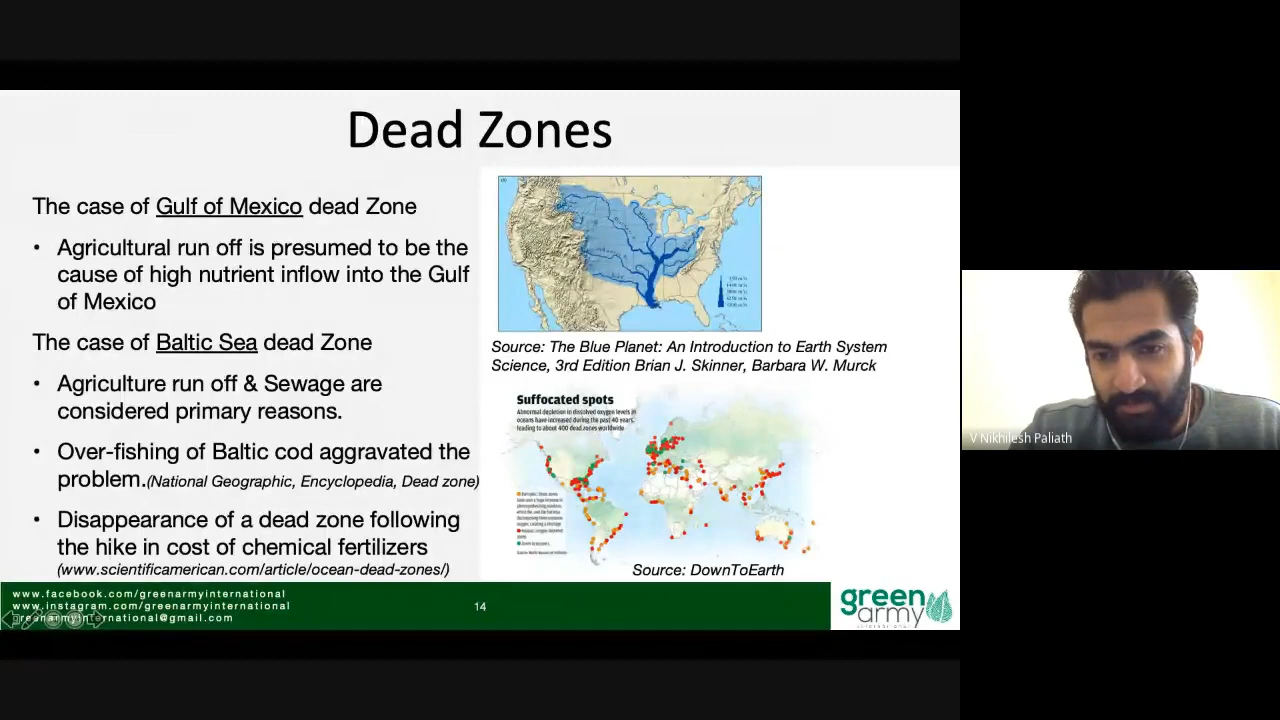 Dead Zones
The case of Gulf of Mexico dead Zone
• Agricultural run off is presumed to be the
cause of high nutrient inflow into the Gulf
of Mexico
The case of Baltic Sea dead Zone
• Agriculture run off & Sewage are
considered primary reasons.
• Over-fishing of Baltic cod aggravated the
problem.(National Geographic, Encyclopedia, Dead zone)
• Disappearance of a dead zone following
the hike in cost of chemical fertilizers
(www.scientificamerican.com/article/ocean-dead-zones/)
Source: The Blue Planet: An Introduction to Earth System
Science, 3rd Edition Brian J. Skinner, Barbara W. Murck
Suffocated spots
Abnormal depletion in dissolved oxygen levels in
oceans have increased during the past 40 years,
leading to about 400 dead zones worldwide
Source: DownToEarth
www.facebook.com/greenarmyinternational
www.instagram.com/greenarmyinternational
greenarmyinternational@gmail.com
14
green
army
V Nikhilesh Paliath